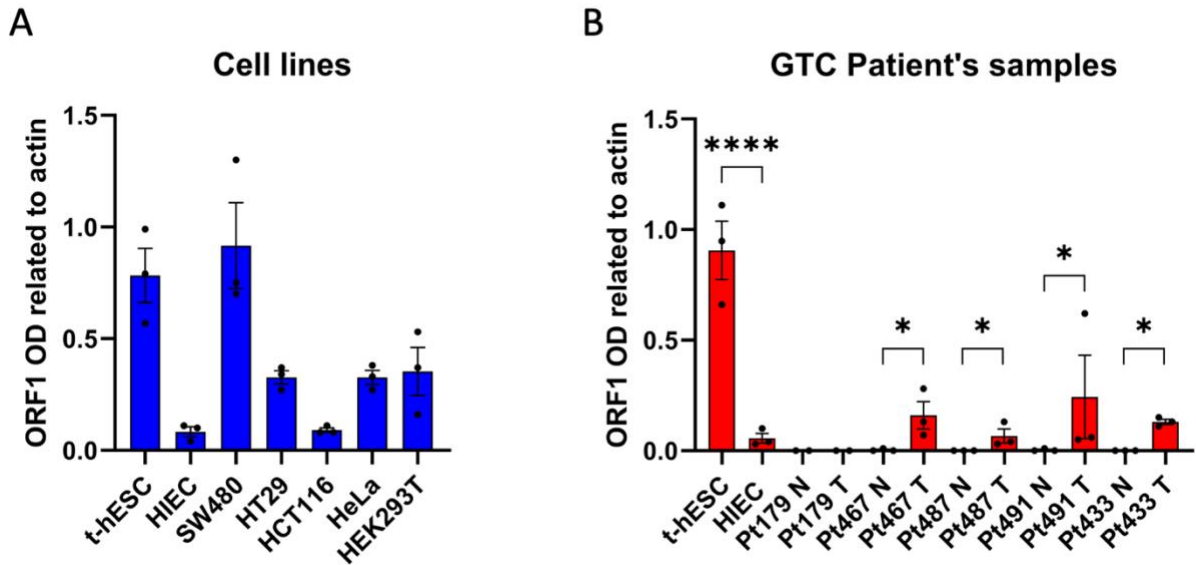 A
Cell lines
ORF1 OD related to actin
1.5
1.0
0.5
0.0
t-hESC
HIEC
SW480
HT29
HCT116
HeLa
HEK293T
B
GTC Patient's samples
ORF1 OD related to actin
1.5
1.0
0.5
0.0
****
*
*
*
*
t-hESC
HIEC
Pt179 N
Pt179 T
Pt467 N
Pt467 T
Pt487 N
Pt487 T
Pt491 N
Pt491 T
Pt433 N
Pt433 T